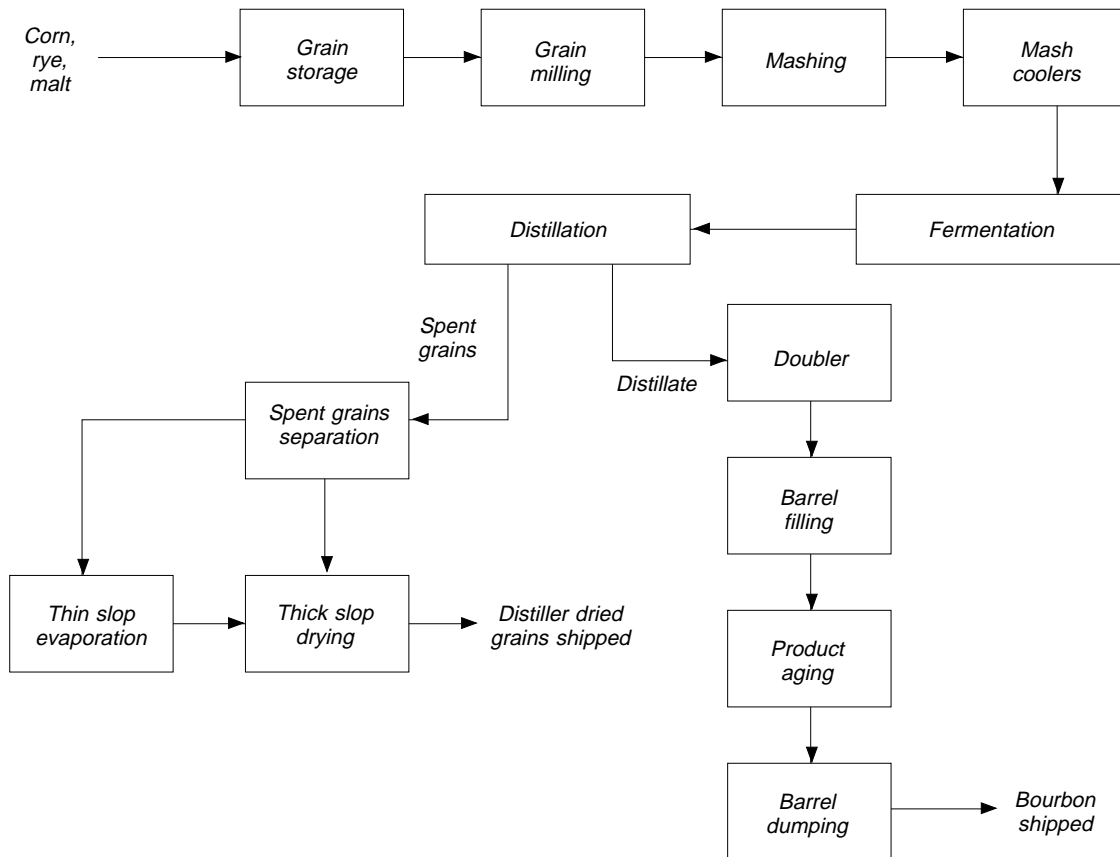 Corn,
rye,
malt
Grain
storage
Grain
milling
Mashing
Mash
coolers
Distillation
Fermentation
Spent
grains
Distillate
Doubler
Spent grains
separation
Barrel
filling
Thin slop
evaporation
Thick slop
drying
Distiller dried
grains shipped
Product
aging
Barrel
dumping
Bourbon
shipped